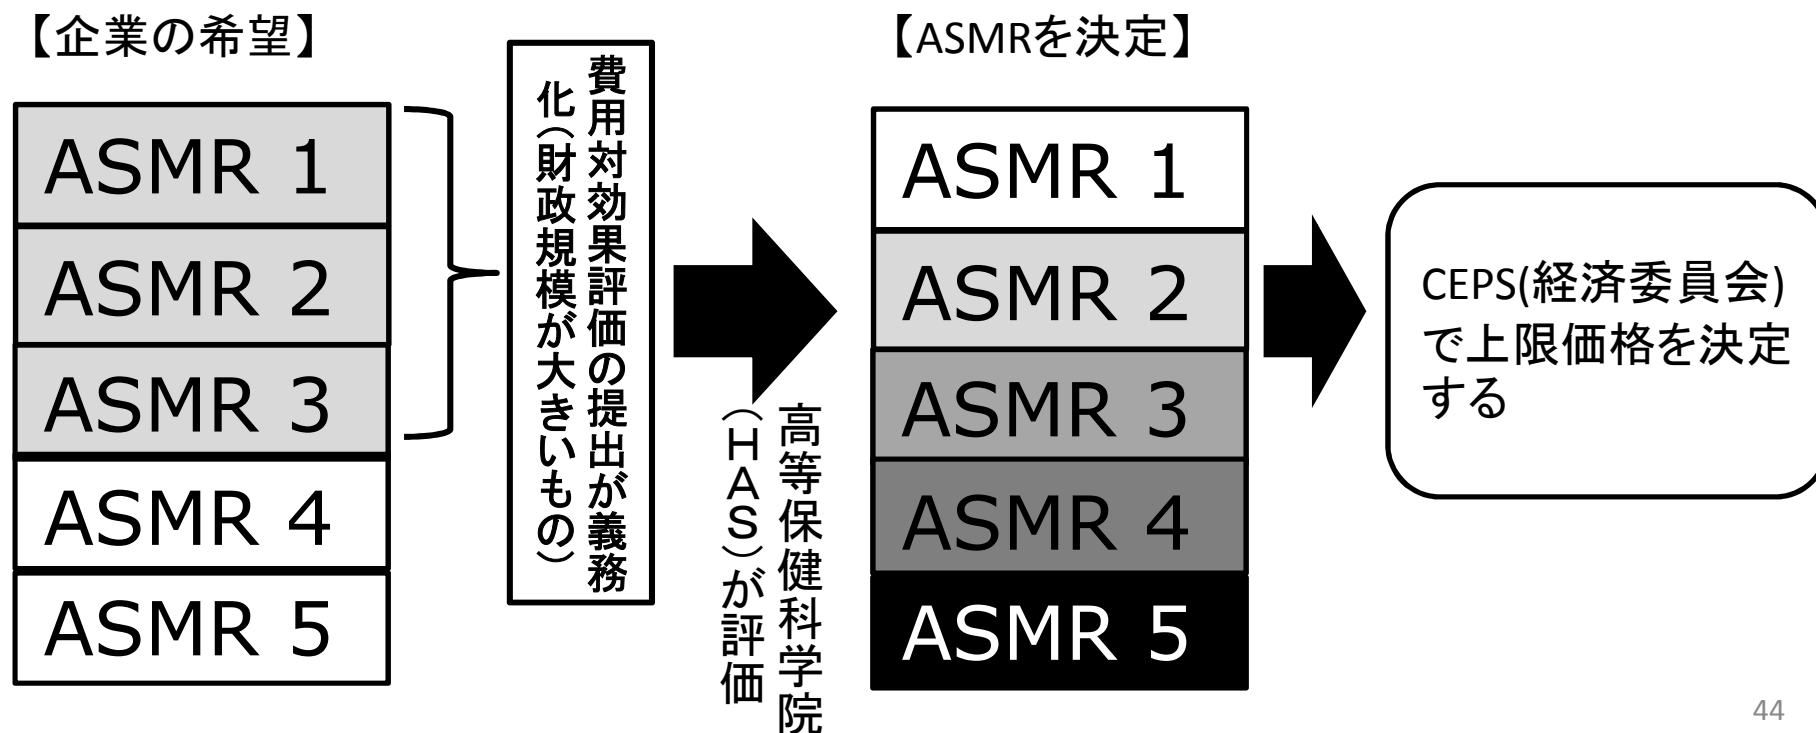 【企業の希望】
ASMR 1
ASMR 2
ASMR 3
ASMR 4
ASMR 5
費用対効果評価の提出が義務
化(財政規模が大きいもの)
高等保健科学院
(HAS)が評価
【ASMRを決定】
ASMR 1
ASMR 2
ASMR 3
ASMR 4
ASMR 5
CEPS(経済委員会)
で上限価格を決定
する
44